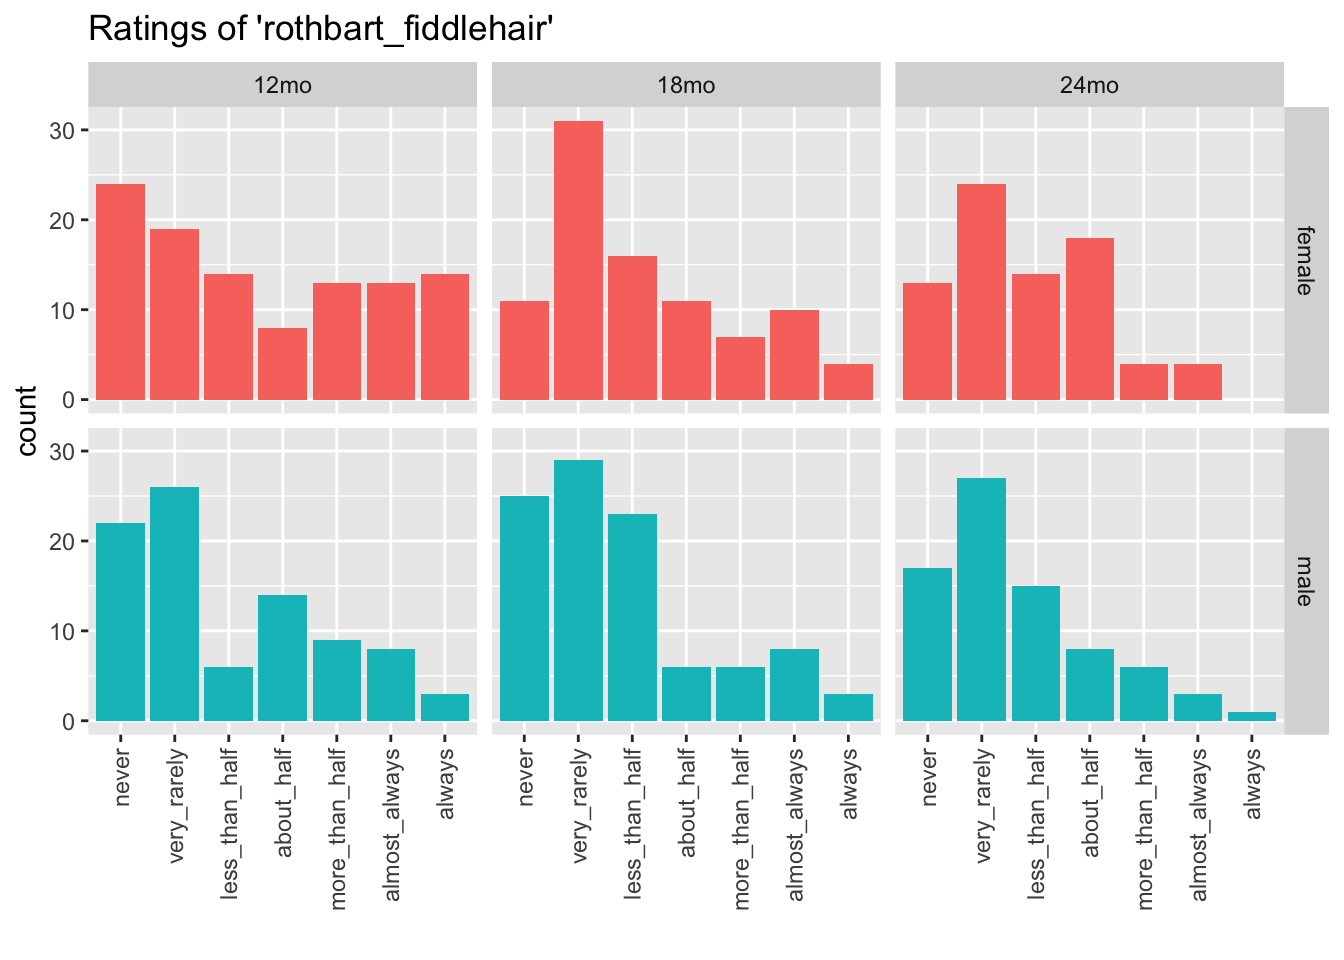 Ratings of 'rothbart_fiddlehair'
12mo 18mo 24mo
30
20
10
0
female
count
30
20
10
0
male
never very_rarely less_than_half about_half more_than_half almost_always always never very_rarely less_than_half about_half more_than_half almost_always always never very_rarely less_than_half about_half more_than_half almost_always always